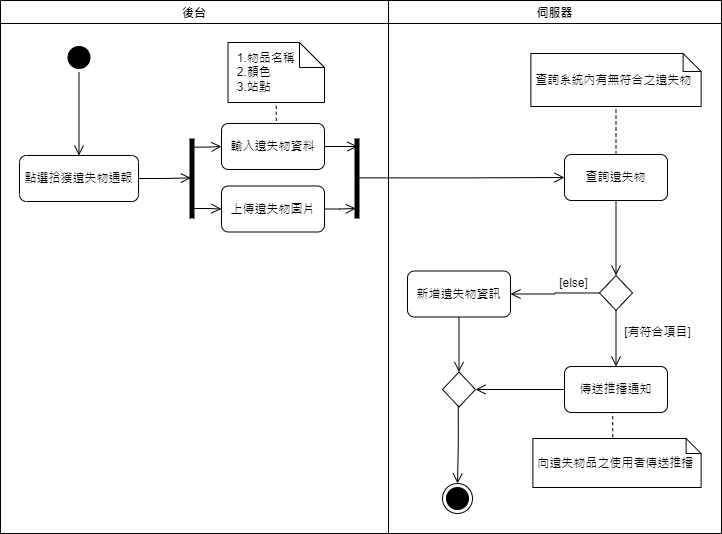 後台
伺服器
1.物品名稱
2.顏色
3.站點
查詢系統內有無符合之遺失物
輸入遺失物資料
點選拾獲遺失物通報
查詢遺失物
上傳遺失物圖片
[else]
新增遺失物資訊
[有符合項目]
傳送推播通知
向遺失物品之使用者傳送推播